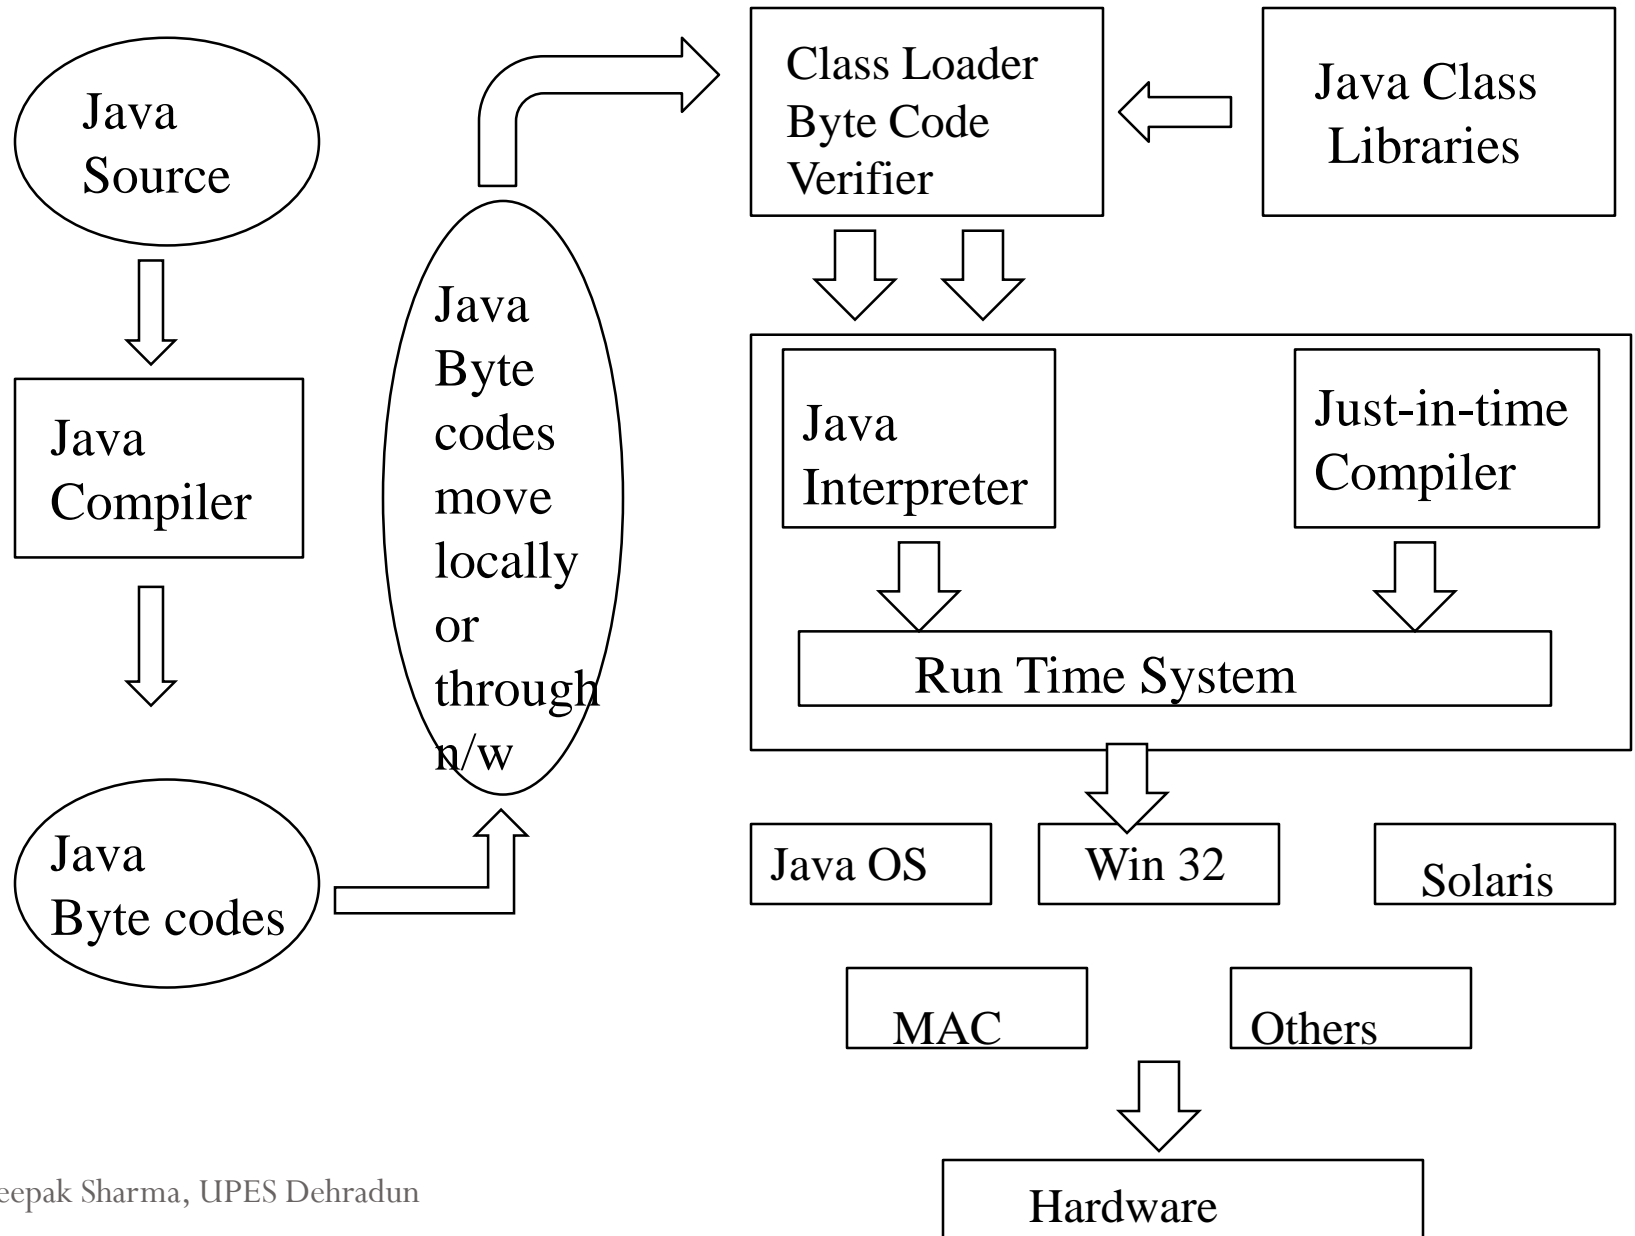 Java
Source
Java
Compiler
Java
Byte codes
Java
Byte
codes
move
locally
or
through
n/w
Class Loader
Byte Code
Verifier
Java Class
Libraries
Java
Interpreter
Just-in-time
Compiler
Run Time System
Java OS
Win 32
Solaris
MAC
Others
Hardware
eepak Sharma, UPES Dehradun